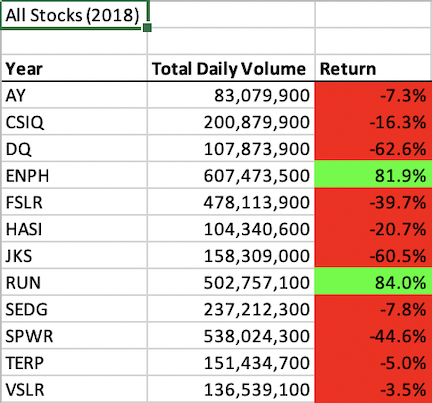 All Stocks (2018)
Year Total Daily Volume Return
AY 83,079,900 -7.3%
CSIQ 200,879,900 -16.3%
DQ 107,873,900 -62.6%
ENPH 607,473,500 81.9%
FSLR 478,113,900 -39.7%
HASI 104,340,600 -20.7%
JKS 158,309,000 -60.5%
RUN 502,757,100 84.0%
SEDG 237,212,300 -7.8%
SPWR 538,024,300 -44.6%
TERP 151,434,700 -5.0%
VSLR 136,539,100 -3.5%